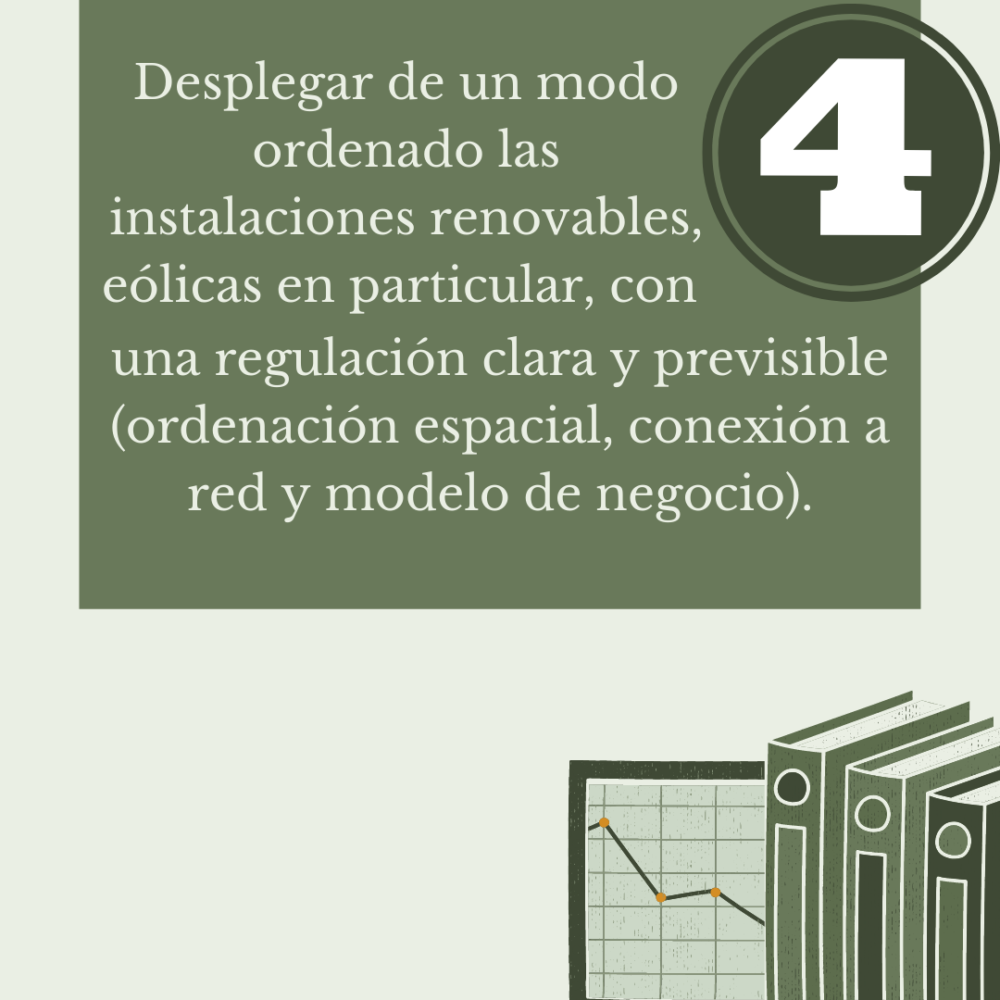 4
Desplegar de un modo
ordenado las
instalaciones renovables,
eólicas en particular, con
una regulación clara y previsible
(ordenación espacial, conexión a
red y modelo de negocio).